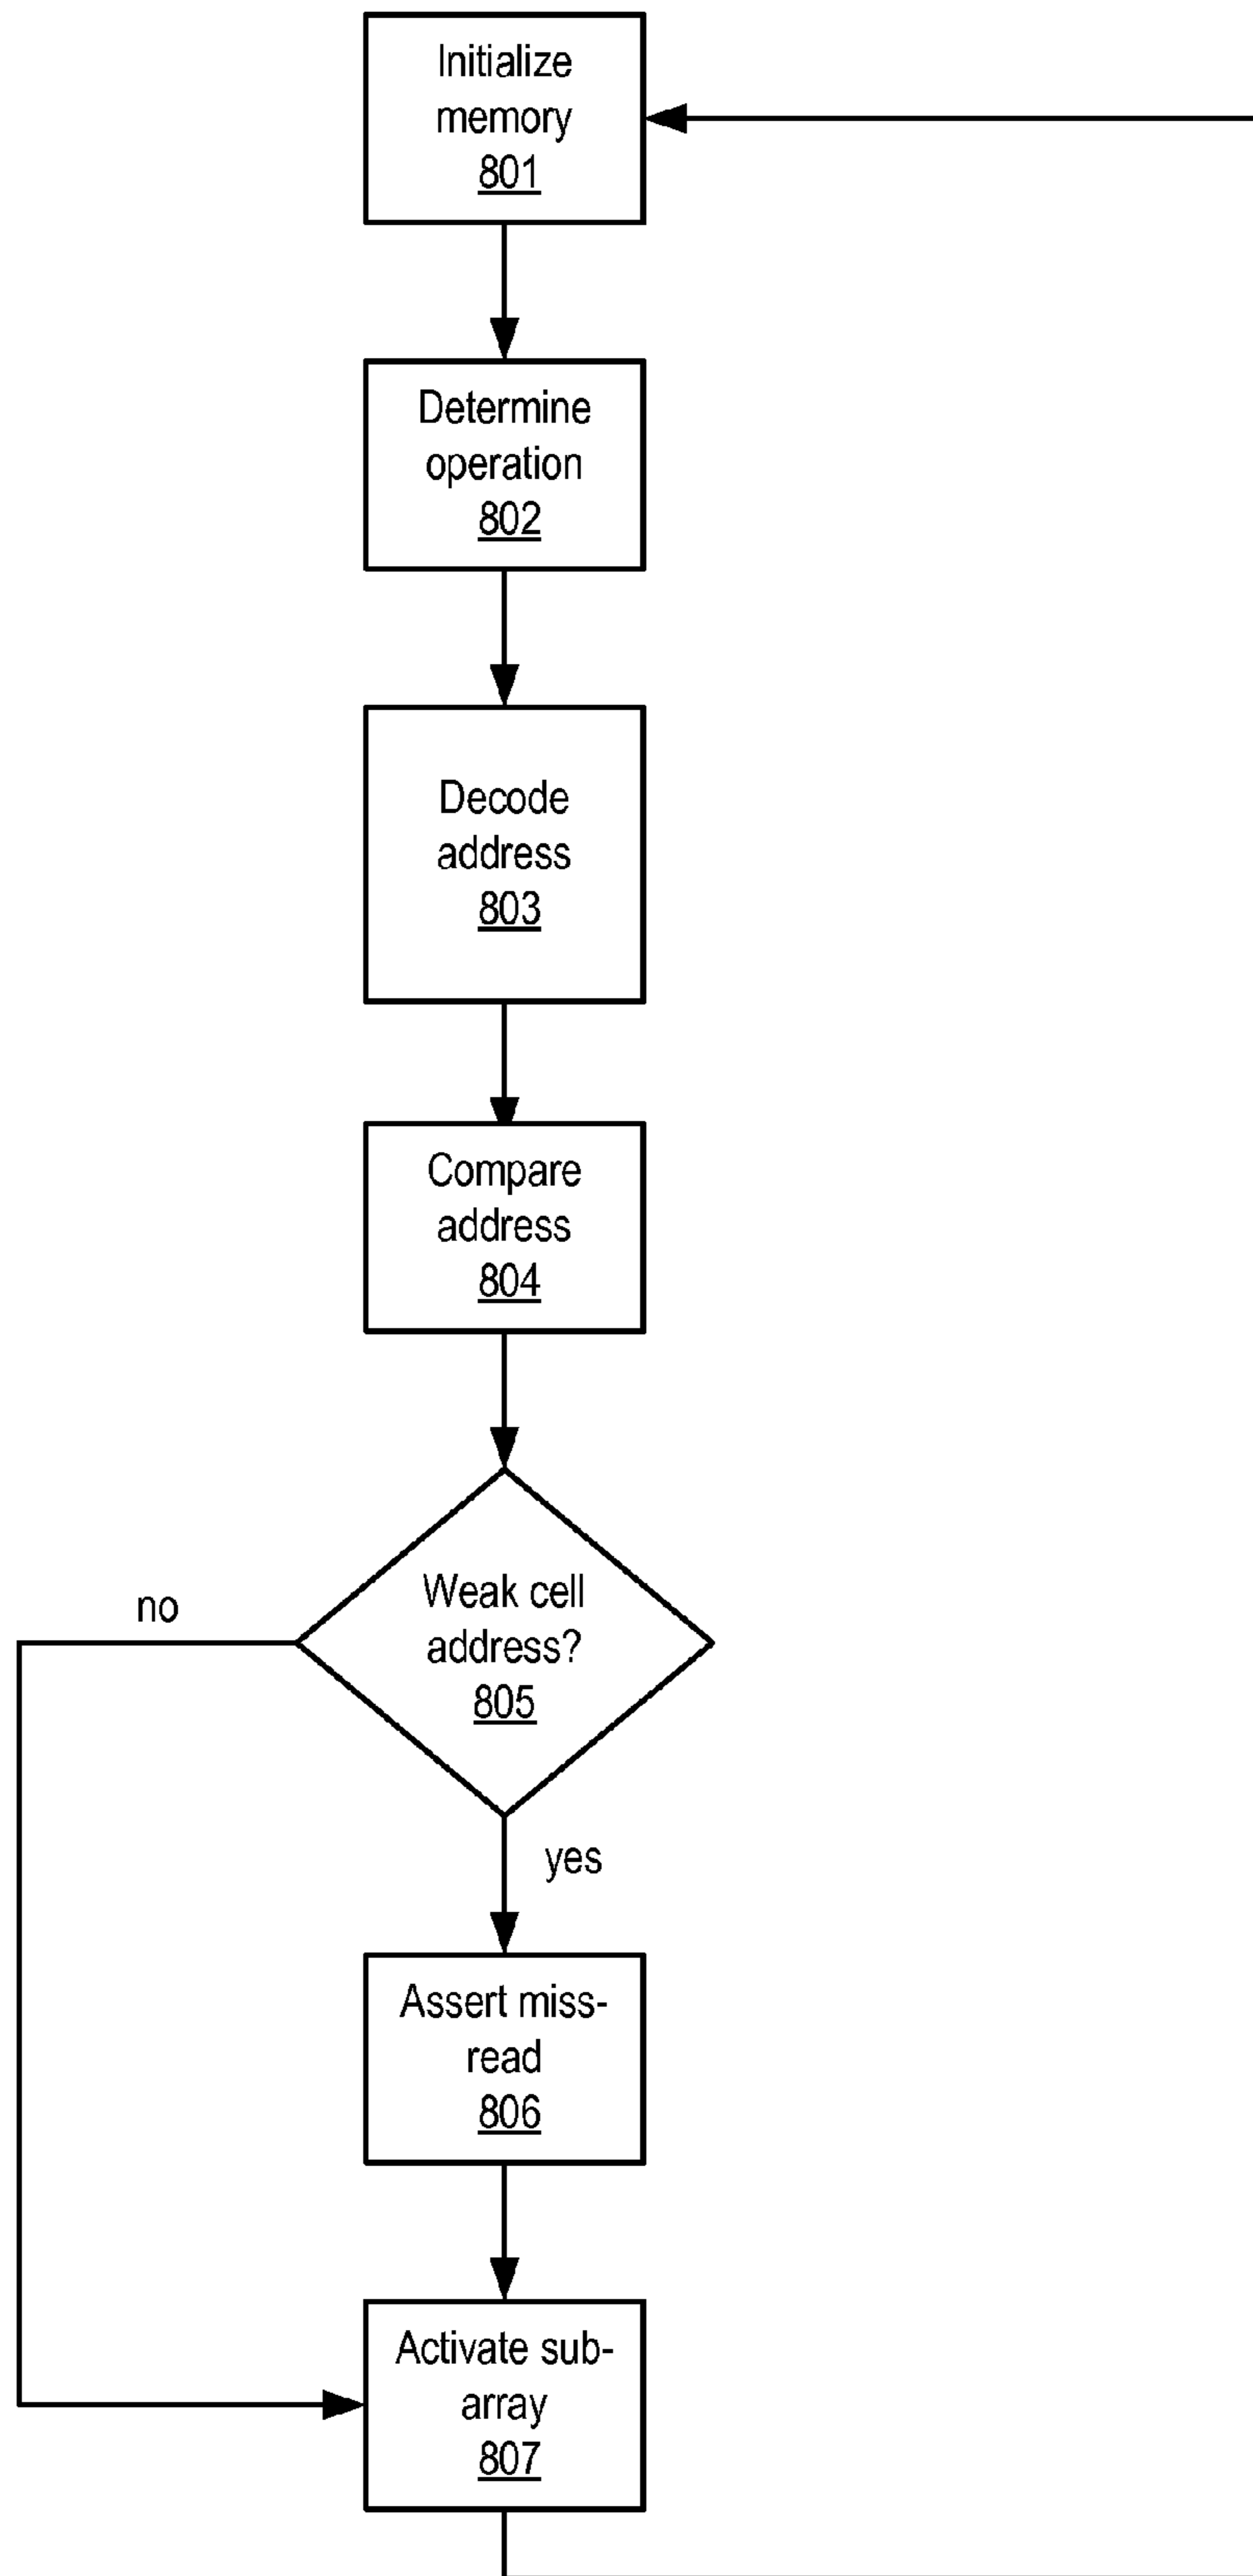 Initialize
memory
801
Determine
operation
802
Decode
address
803
Compare
address
804
Weak cell
address?
805
no
yes
Assert miss-
read
806
Activate sub-
array
807